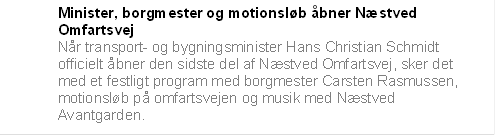 Minister, borgmester og motionsløb åbner Næstved
Omfartsvej
Når transport- og bygningsminister Hans Christian Schmidt
officielt åbner den sidste del af Næstved Omfartsvej, sker det
med et festligt program med borgmester Carsten Rasmussen,
motionsløb på omfartsvejen og musik med Næstved
Avantgarden.